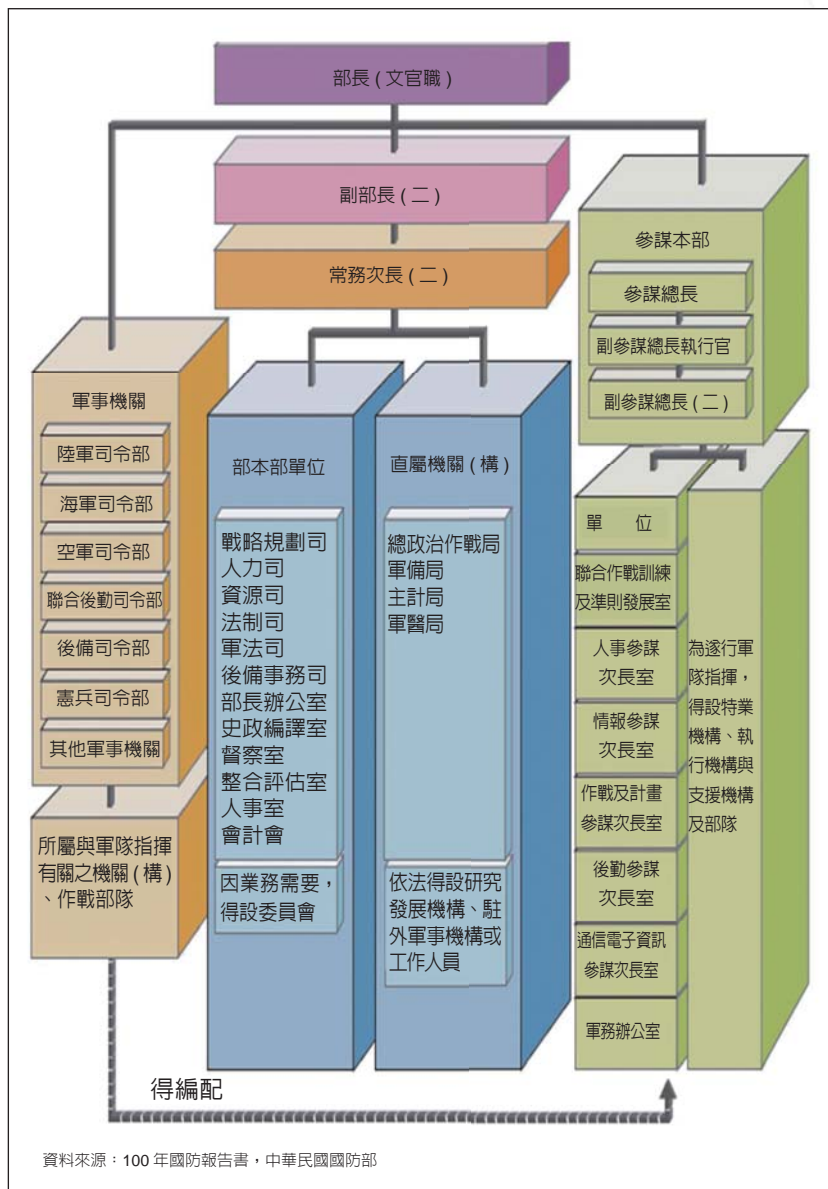 部長 ( 文官職 )
副部長 ( 二 )
常務次長 ( 二 )
軍事機關
陸軍司令部
海軍司令部
空軍司令部
聯合後勤司令部
後備司令部
憲兵司令部
其他軍事機關
所屬與軍隊指揮
有關之機關 ( 構 )
、作戰部隊
部本部單位
戰略規劃司
人力司
資源司
法制司
軍法司
後備事務司
部長辦公室
史政編譯室
督察室
整合評估室
人事室
會計會
因業務需要，
得設委員會
直屬機關 ( 構 )
總政治作戰局
軍備局
主計局
軍醫局
依法得設研究
發展機構、駐
外軍事機構或
工作人員
參謀本部
參謀總長
副參謀總長執行官
副參謀總長 ( 二 )
單　位
聯合作戰訓練
及準則發展室
人事參謀
次長室
情報參謀
次長室
作戰及計畫
參謀次長室
後勤參謀
次長室
通信電子資訊
參謀次長室
軍務辦公室
為遂行軍
隊指揮，
得設特業
機構、執
行機構與
支援機構
及部隊
得編配
資料來源：100 年國防報告書，中華民國國防部